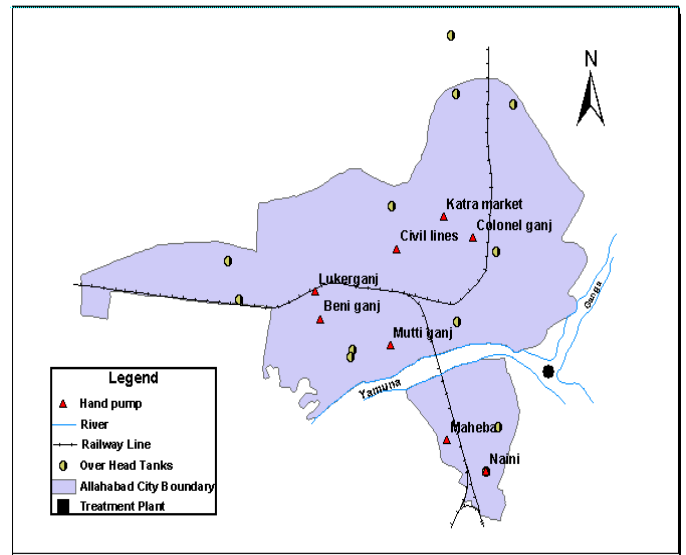 N
Katra market
Colonel ganj
Civil lines
Lukerganj
Beni ganj
Mutti ganj
Ganga
Yamuna
Maheba
Naini
Legend
Hand pump
River
Railway Line
Over Head Tanks
Allahabad City Boundary
Treatment Plant